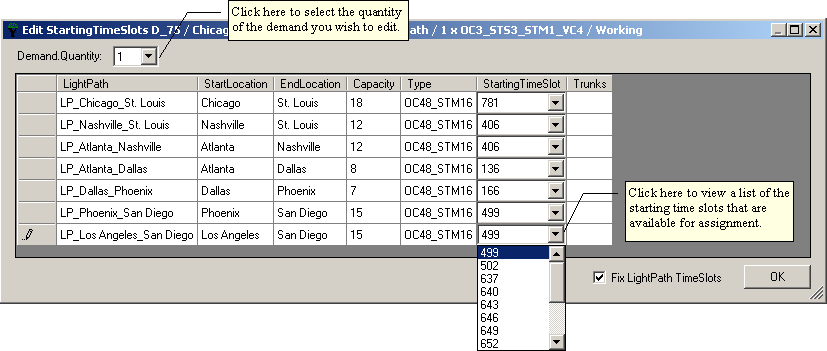 Click here to select the quantity
of the demand you wish to edit.
Edit StartingTimeSlots D_75 / Chicago ath / 1 x OC3_STS3_STM1_VC4 / Working
Demand.Quantity: 1
LightPath StartLocation EndLocation Capacity Type StartingTimeSlot Trunks
LP_Chicago_St. Louis Chicago St. Louis 18 OC48_STM16 781
LP_Nashville_St. Louis Nashville St. Louis 12 OC48_STM16 406
LP_Atlanta_Nashville Atlanta Nashville 12 OC48_STM16 406
LP_Atlanta_Dallas Atlanta Dallas 8 OC48_STM16 136
LP_Dallas_Phoenix Dallas Phoenix 7 OC48_STM16 166
LP_Phoenix_San Diego Phoenix San Diego 15 OC48_STM16 499
LP_Los Angeles_San Diego Los Angeles San Diego 15 OC48_STM16 499
Click here to view a list of the
starting time slots that are
available for assignment.
499
502
637
640
643
646
649
652
Fix LightPath TimeSlots OK